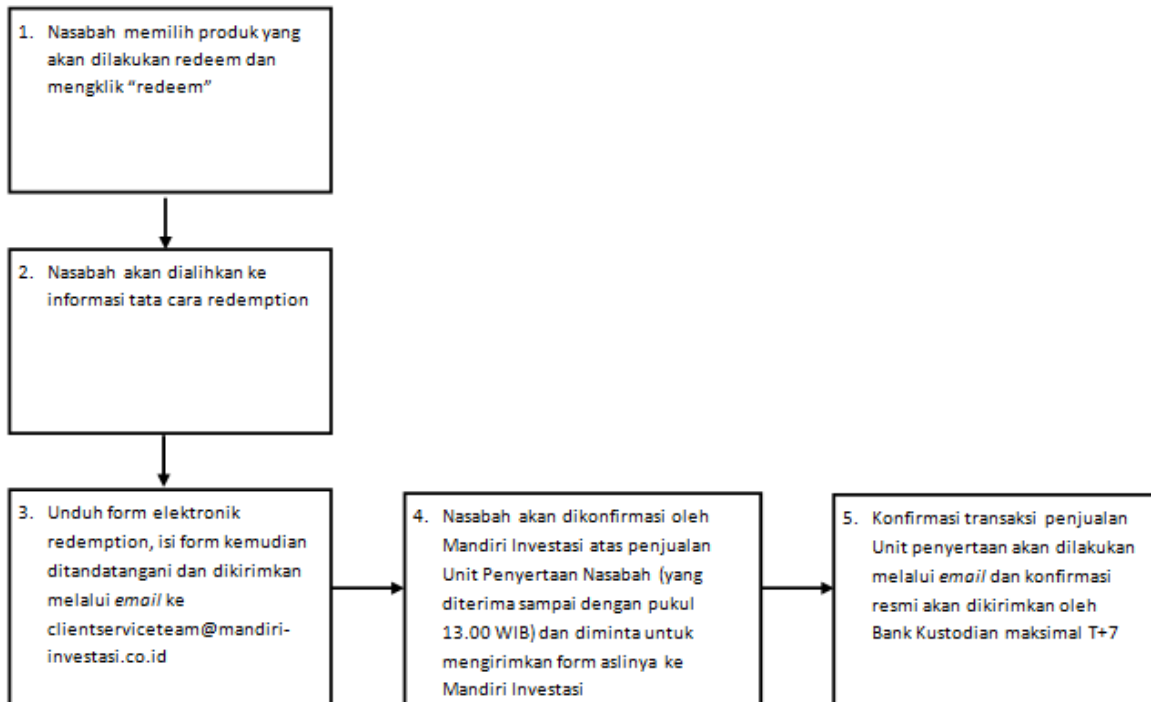 1. Nasabah memilih produk yang
akan dilakukan redeem dan
mengklik “redeem”
2. Nasabah akan dialihkan ke
informasi tata cara redemption
3. Unduh form elektronik
redemption, isi form kemudian
ditandatangani dan dikirimkan
melalui email ke
clientserviceteam@mandiri-
investasi.co.id
4. Nasabah akan dikonfirmasi oleh
Mandiri Investasi atas penjualan
Unit Penyertaan Nasabah (yang
diterima sampai dengan pukul
13.00 WIB) dan diminta untuk
mengirimkan form aslinya ke
Mandiri Investasi
5. Konfirmasi transaksi penjualan
Unit penyertaan akan dilakukan
melalui email dan konfirmasi
resmi akan dikirimkan oleh
Bank Kustodian maksimal T+7